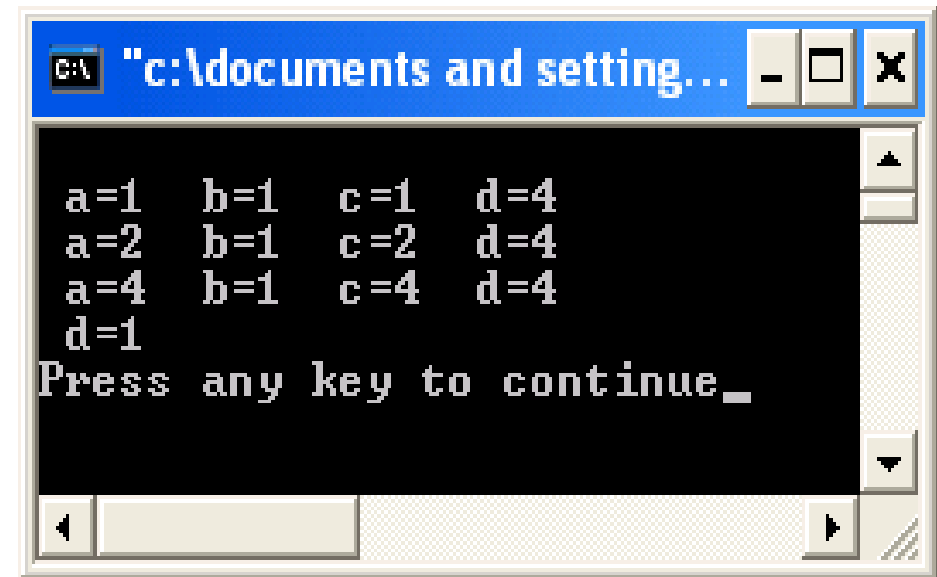 C:\ "c:\documents and setting...
a=1 b=1 c=1 d=4
a=2 b=1 c=2 d=4
a=4 b=1 c=4 d=4
d=1
Press any key to continue_